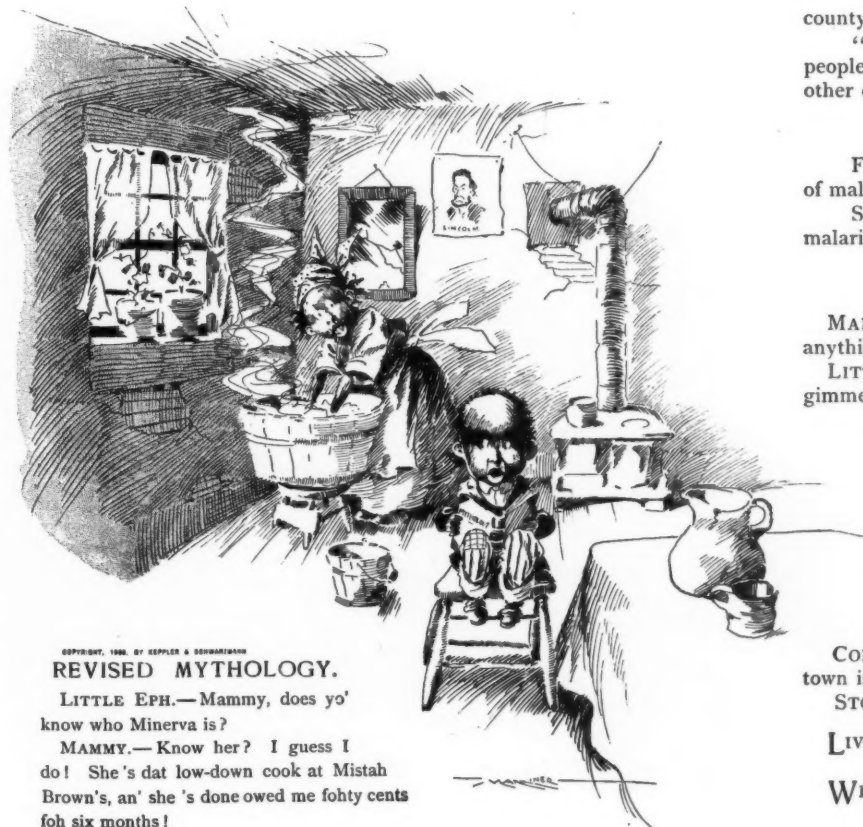 LINCOLN
COPYRIGHT, 1900, BY KEPPLER & SCHWARZMANN
REVISED MYTHOLOGY.
LITTLE EPH.—Mammy, does yo'
know who Minerva is?
MAMMY.—Know her? I guess I
do! She's dat low-down cook at Mistah
Brown's, an' she's done owed me fohty cents
foh six months!
county
“
people
other
F
of mal
S
malari
MA
anythi
LIT
gimme
CO
town i
STO
LIV
W